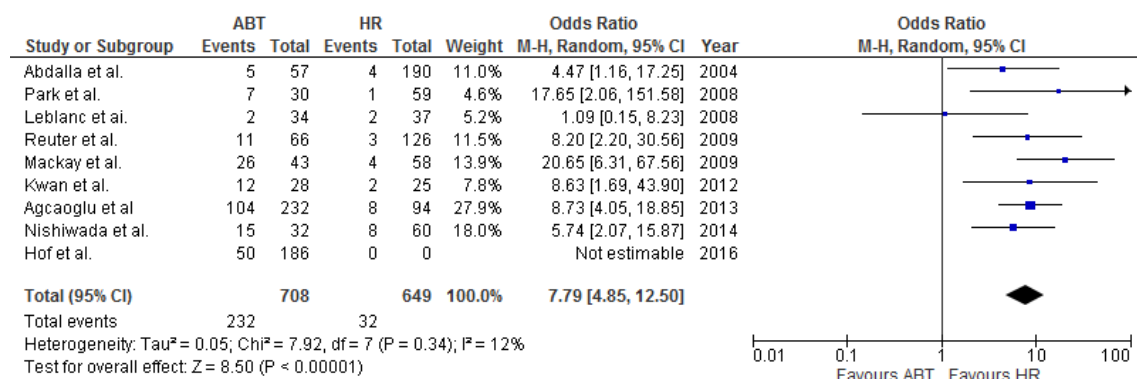 ABT HR Odds Ratio Odds Ratio
Study or Subgroup Events Total Events Total Weight M-H, Random, 95% CI Year M-H, Random, 95% CI
Abdalla et al. 5 57 4 190 11.0% 4.47 [1.16, 17.25] 2004
Park et al. 7 30 1 59 4.6% 17.65 [2.06, 151.58] 2008
Leblanc et ai. 2 34 2 37 5.2% 1.09 [0.15, 8.23] 2008
Reuter et al. 11 66 3 126 11.5% 8.20 [2.20, 30.56] 2009
Mackay et al. 26 43 4 58 13.9% 20.65 [6.31, 67.56] 2009
Kwan et al. 12 28 2 25 7.8% 8.63 [1.69, 43.90] 2012
Agcaoglu et al 104 232 8 94 27.9% 8.73 [4.05, 18.85] 2013
Nishiwada et al. 15 32 8 60 18.0% 5.74 [2.07, 15.87] 2014
Hof et al. 50 186 0 0 Not estimable 2016
Total (95% CI) 708 649 100.0% 7.79 [4.85, 12.50]
Total events 232 32
Heterogeneity: Tau² = 0.05; Chi² = 7.92, df = 7 (P = 0.34); I² = 12%
Test for overall effect: Z = 8.50 (P < 0.00001)
0.01 0.1 1 10 100
Favours ABT Favours HR